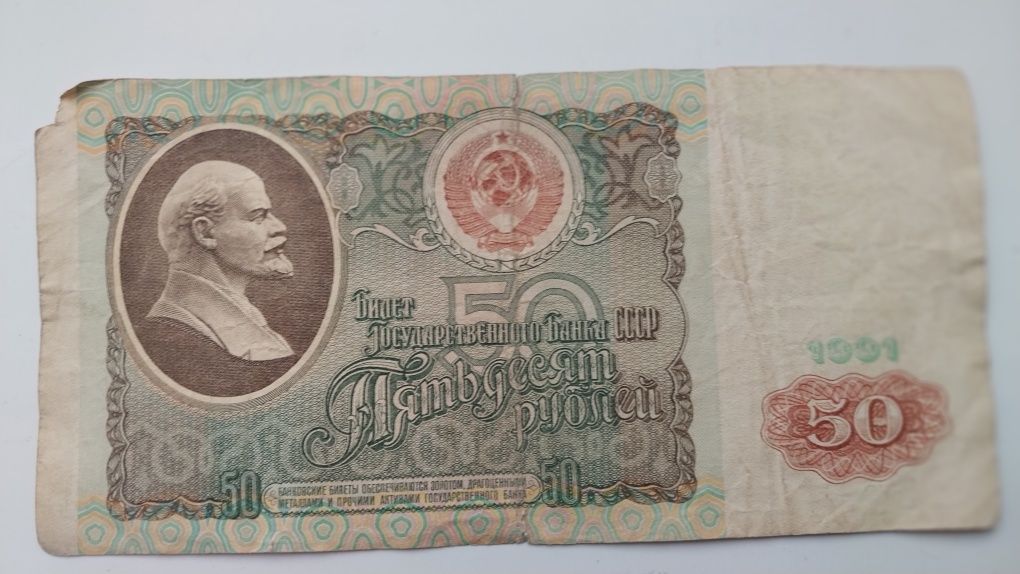 Билет
Государственного Банка СССР
50
Пятьдесят
рублей
1991
50
50
БАНКОВСКИЕ БИЛЕТЫ ОБЕСПЕЧИВАЮТСЯ ЗОЛОТОМ, ДРАГОЦЕННЫМИ
МЕТАЛЛАМИ И ПРОЧИМИ АКТИВАМИ ГОСУДАРСТВЕННОГО БАНКА
50